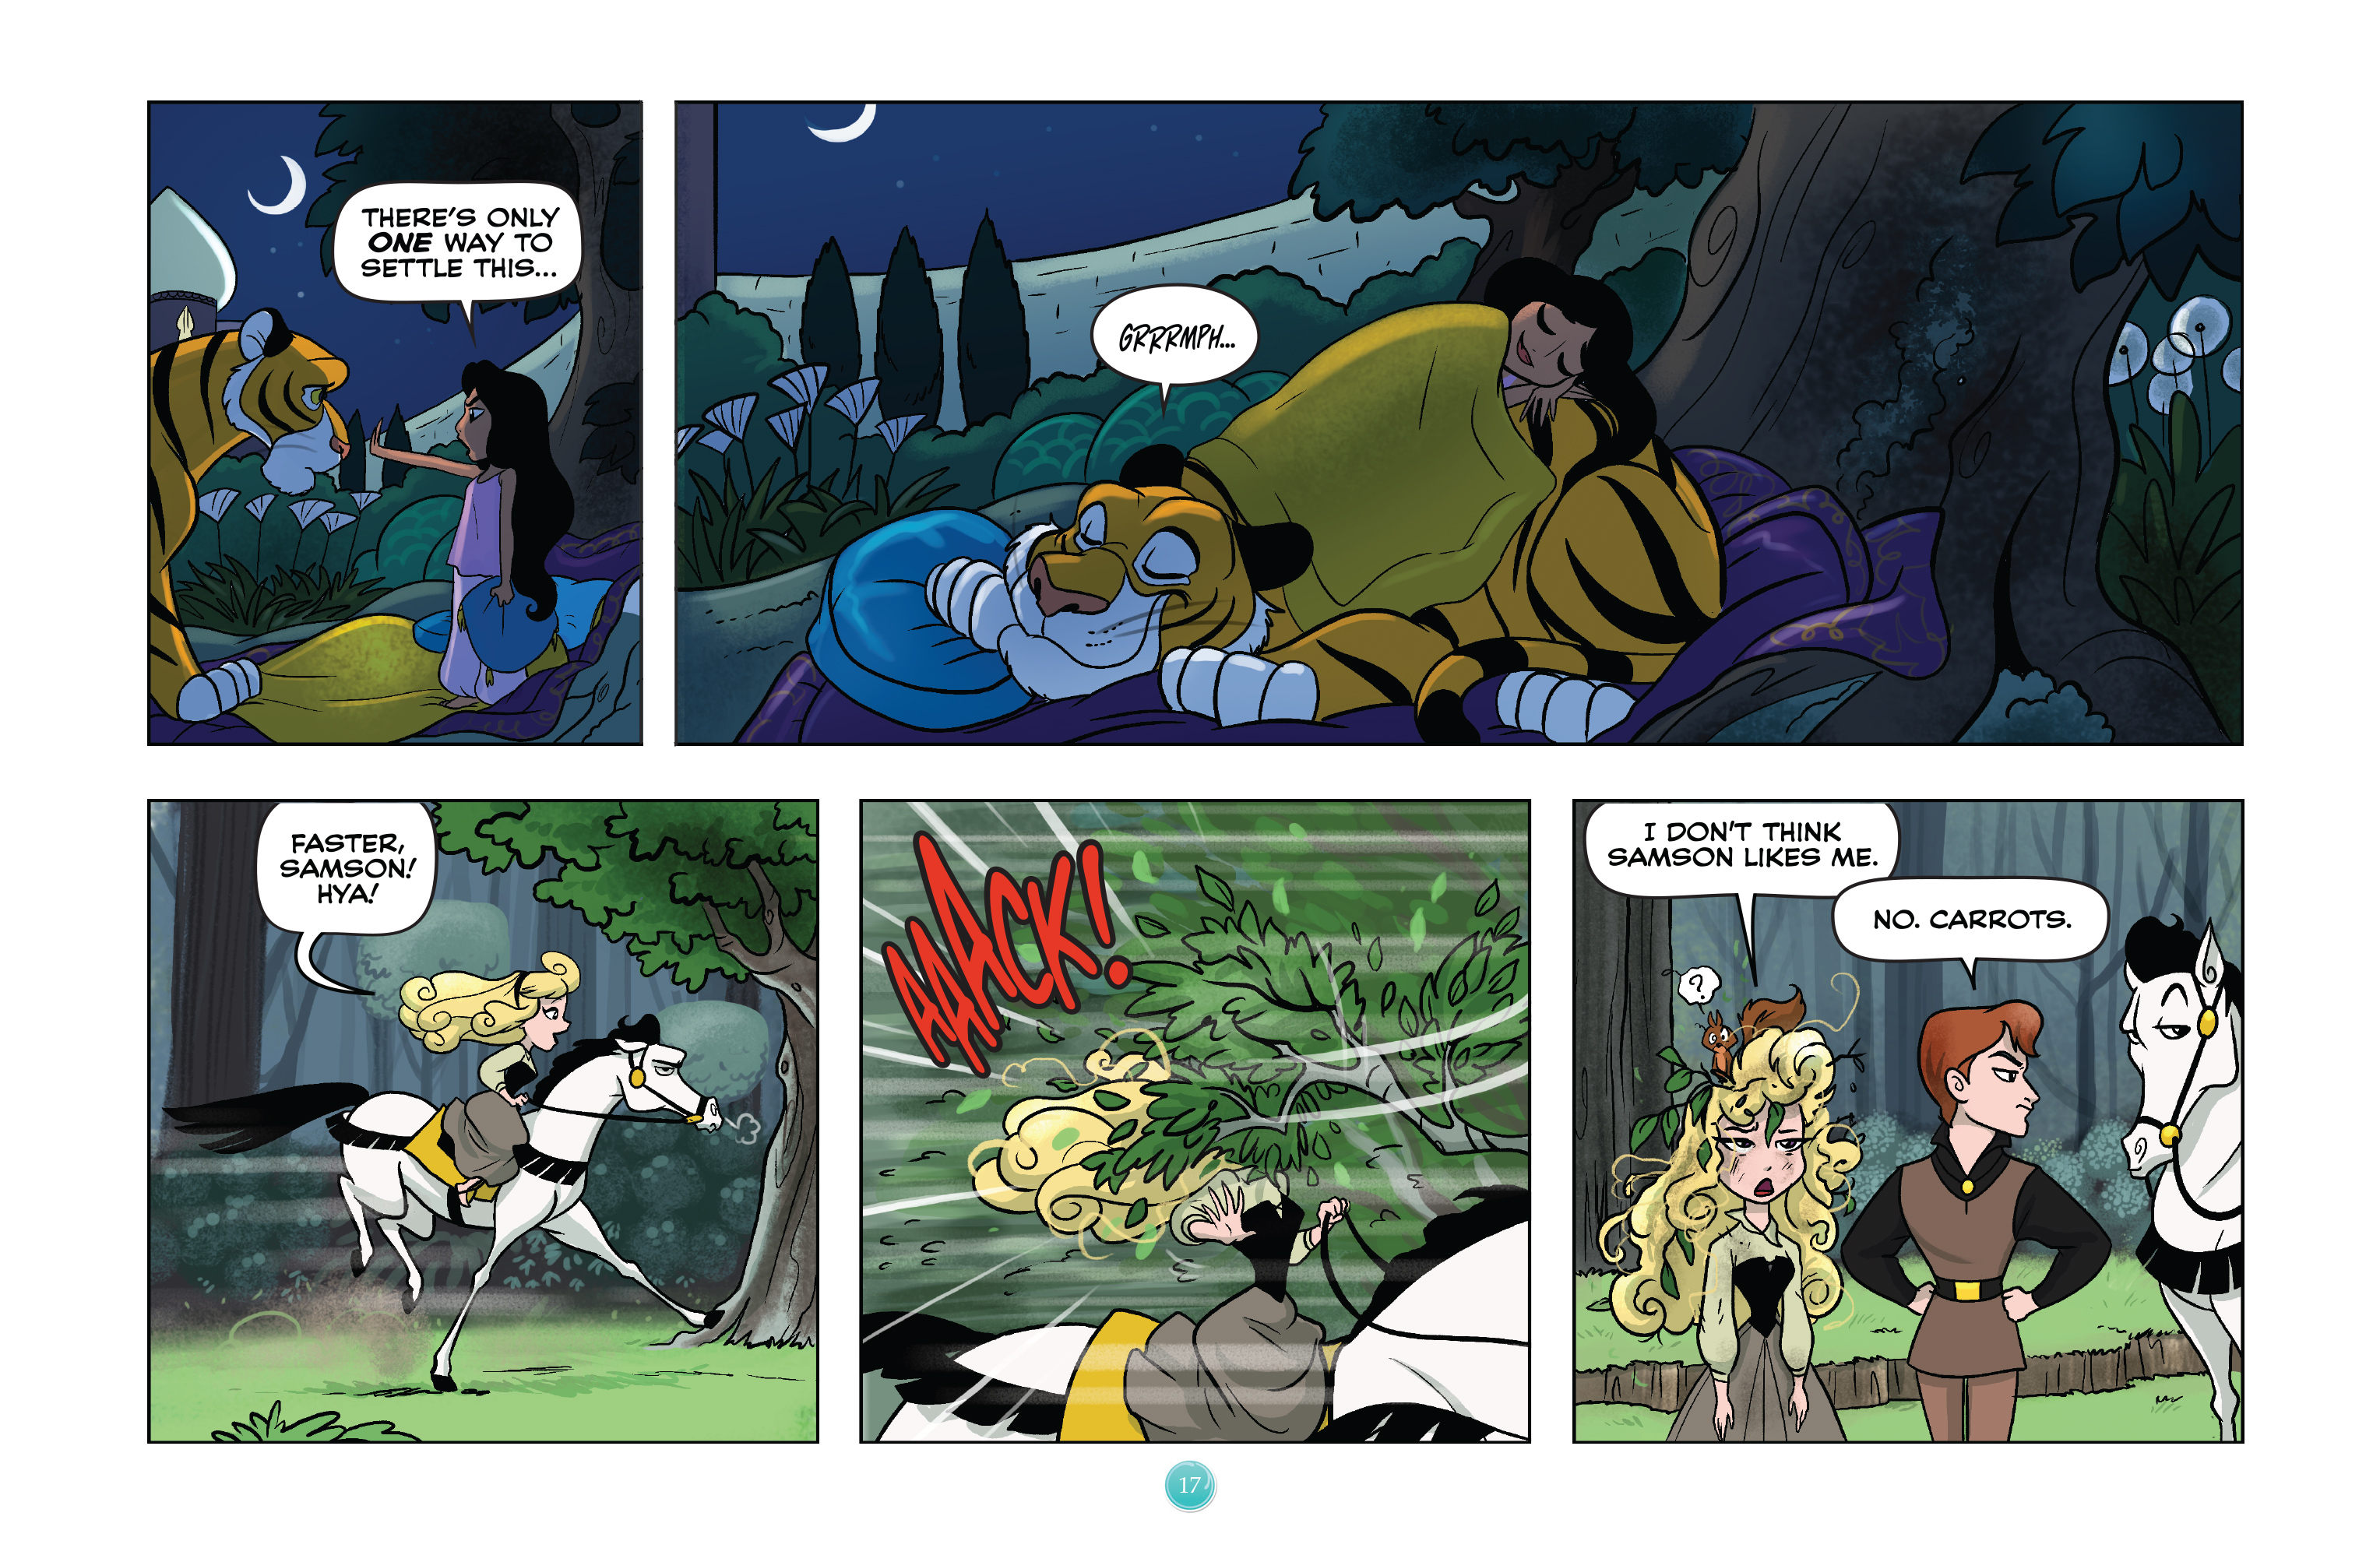 THERE'S ONLY
ONE WAY TO
SETTLE THIS...
GRRRMPH...
FASTER,
SAMSON!
HYA!
AAACK!
I DON'T THINK
SAMSON LIKES ME.
NO. CARROTS.
?
17